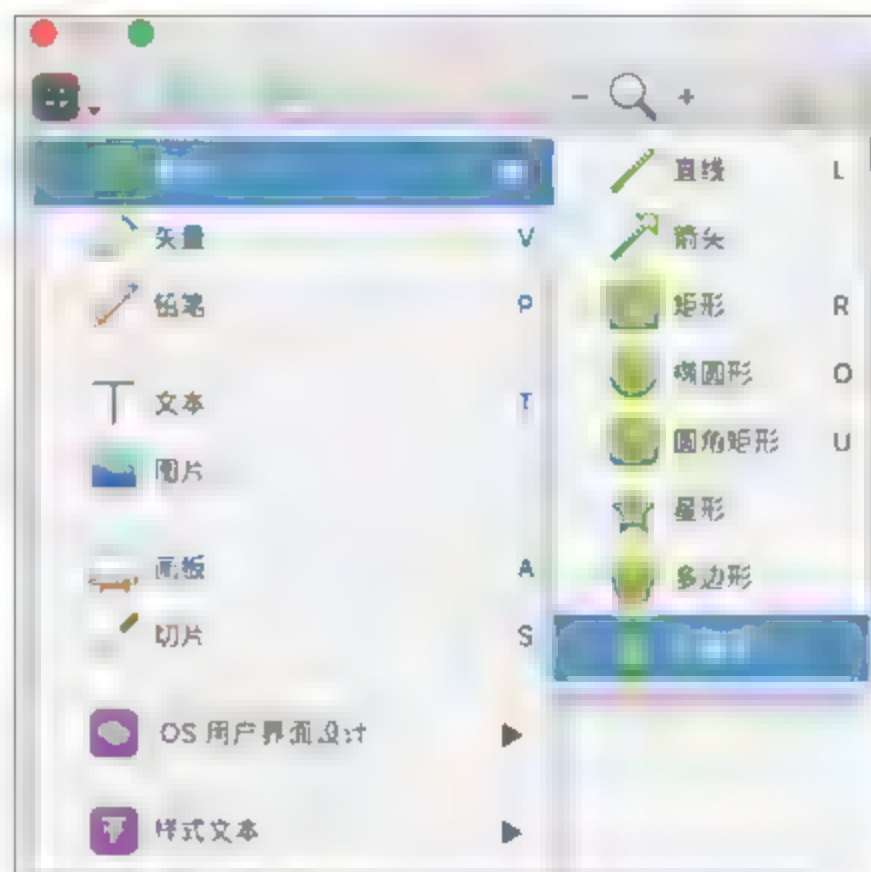 矢量 V
铅笔 P
文本 T
图片
画板 A
切片 S
OS 用户界面设计
样式文本
直线 L
箭头
矩形 R
椭圆形 O
圆角矩形 U
星形
多边形